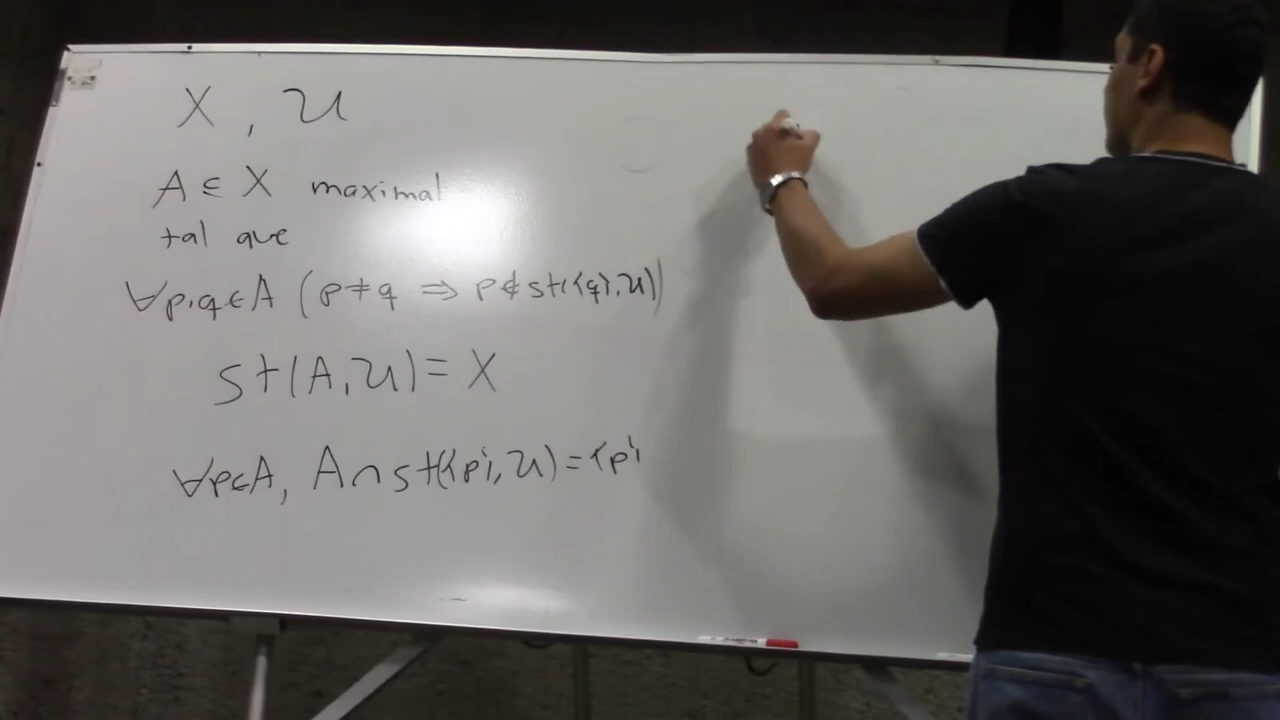 X , 𝒰
A ∈ X maximal
tal que
∀p,q∈A (p≠q ⇒ p∉st({q},𝒰))
st(A,𝒰)=X
∀p∈A, A∩st({p},𝒰)={p}